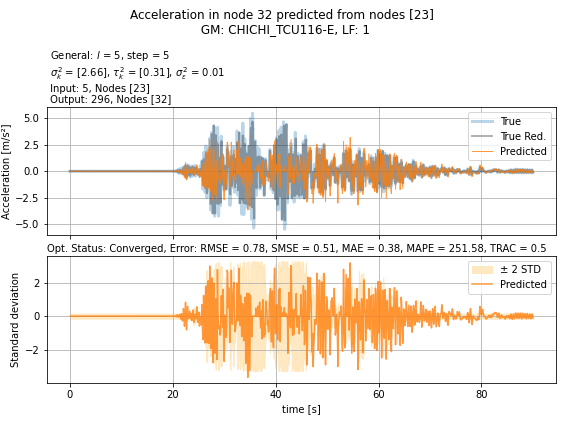 Acceleration in node 32 predicted from nodes [23]
GM: CHICHI_TCU116-E, LF: 1
General: l = 5, step = 5
σ²ₖ = [2.66], τ²ₖ = [0.31], σ²ε = 0.01
Input: 5, Nodes [23]
Output: 296, Nodes [32]
Acceleration [m/s²]
5.0
2.5
0.0
−2.5
−5.0
True
True Red.
Predicted
Opt. Status: Converged, Error: RMSE = 0.78, SMSE = 0.51, MAE = 0.38, MAPE = 251.58, TRAC = 0.5
Standard deviation
2
0
−2
± 2 STD
Predicted
0 20 40 60 80
time [s]